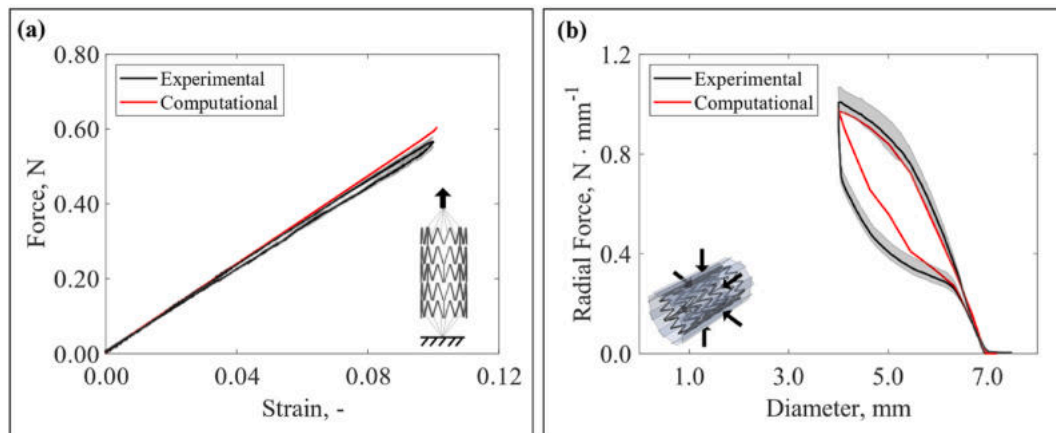 (a)
0.80
0.60
0.40
0.20
0.00
Force, N
Experimental
Computational
0.00
0.04
0.08
0.12
Strain, -
(b)
1.2
0.8
0.4
0.0
Radial Force, N · mm⁻¹
Experimental
Computational
1.0
3.0
5.0
7.0
Diameter, mm